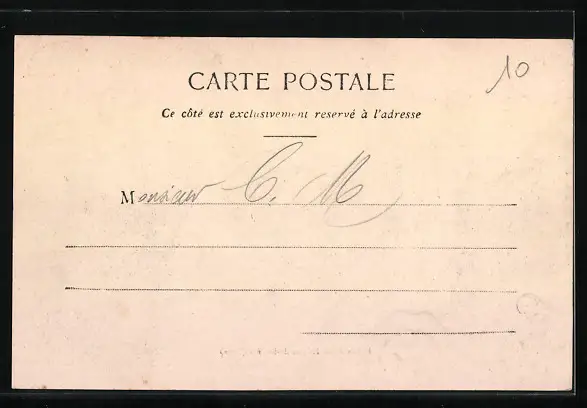 10
CARTE POSTALE
Ce côté est exclusivement reservé à l'adresse
Monsieur C. M